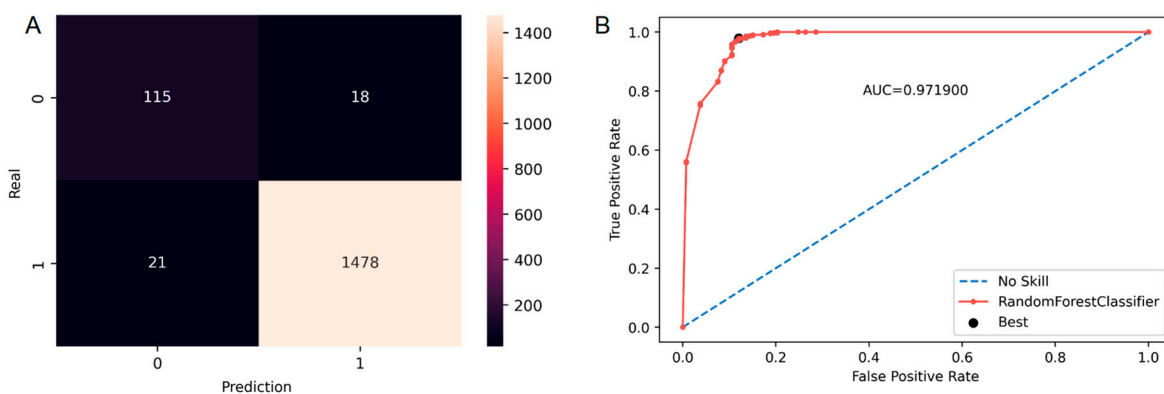 A
0
1
Real
115
18
21
1478
0
1
Prediction
1400
1200
1000
800
600
400
200
B
1.0
0.8
0.6
0.4
0.2
0.0
True Positive Rate
AUC=0.971900
No Skill
RandomForestClassifier
Best
0.0
0.2
0.4
0.6
0.8
1.0
False Positive Rate